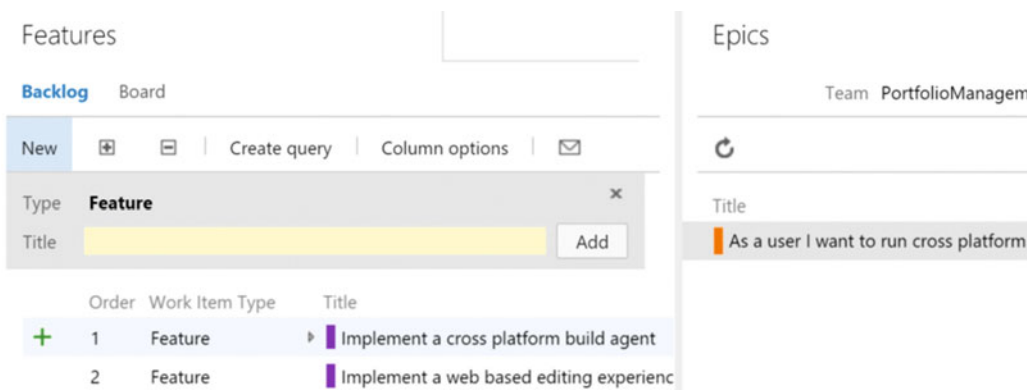 Features
Backlog Board
New Create query Column options
Type Feature
Title Add
Order Work Item Type Title
1 Feature Implement a cross platform build agent
2 Feature Implement a web based editing experienc
Epics
Team PortfolioManagem
Title
As a user I want to run cross platform